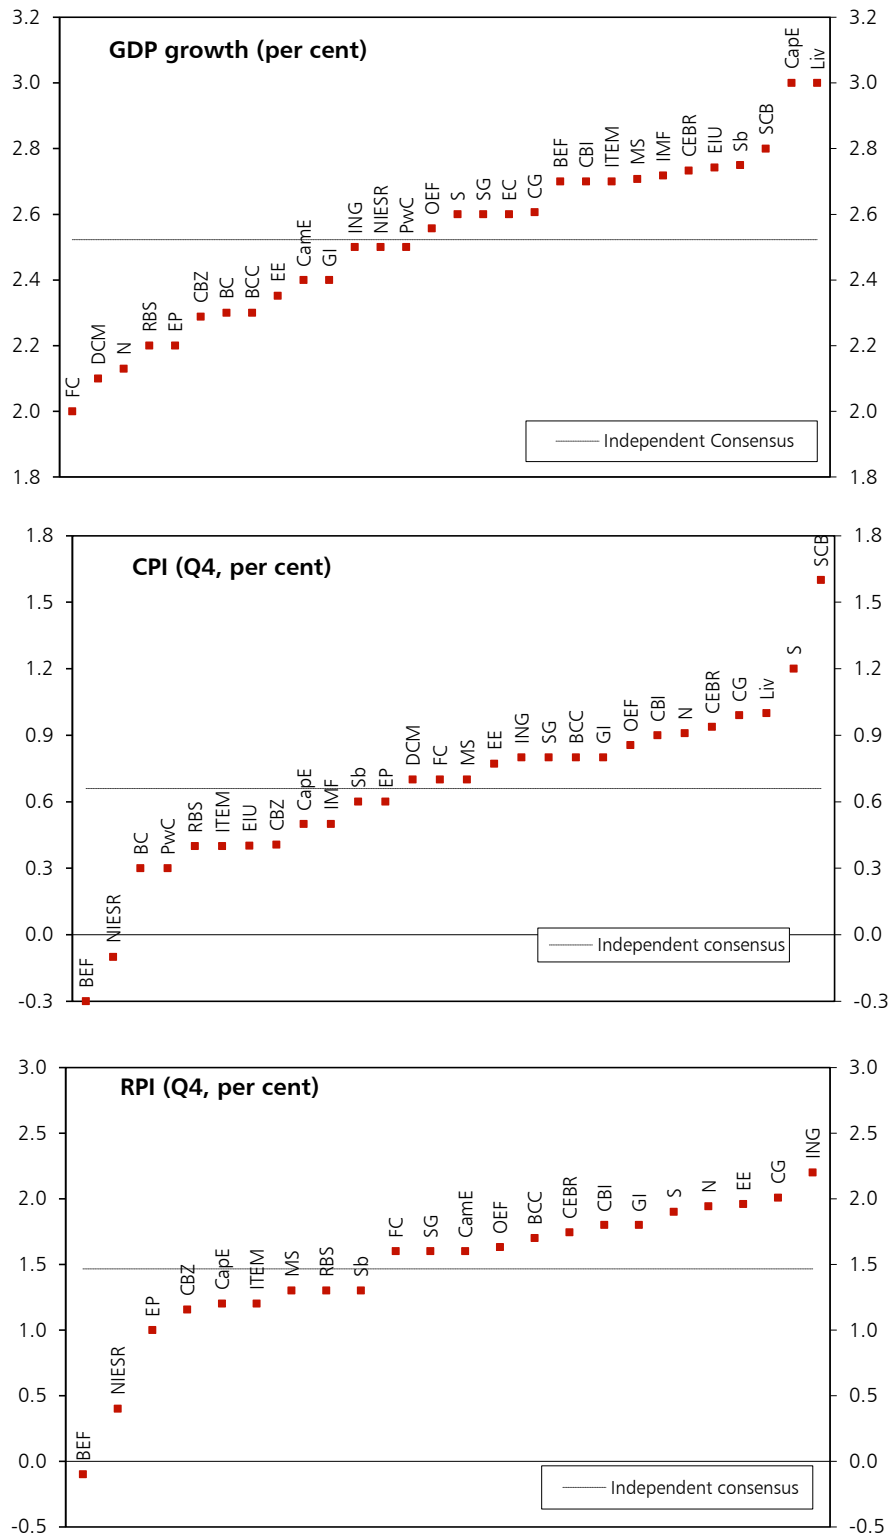 GDP growth (per cent)
3.2 3.2
3.0 3.0
2.8 2.8
2.6 2.6
2.4 2.4
2.2 2.2
2.0 2.0
1.8 1.8
FC DCM N RBS EP CBZ BC BCC EE CamE GI ING NIESR PwC OEF S SG EC CG BEF CBI ITEM MS IMF CEBR EIU Sb SCB CapE Liv
Independent Consensus
CPI (Q4, per cent)
1.8 1.8
1.5 1.5
1.2 1.2
0.9 0.9
0.6 0.6
0.3 0.3
0.0 0.0
-0.3 -0.3
BEF NIESR BC PwC RBS ITEM EIU CBZ CapE IMF Sb EP DCM FC MS EE ING SG BCC GI OEF CBI N CEBR CG Liv S SCB
Independent consensus
RPI (Q4, per cent)
3.0 3.0
2.5 2.5
2.0 2.0
1.5 1.5
1.0 1.0
0.5 0.5
0.0 0.0
-0.5 -0.5
BEF NIESR EP CBZ CapE ITEM MS RBS Sb FC SG CamE OEF BCC CEBR CBI GI S N EE CG ING
Independent consensus